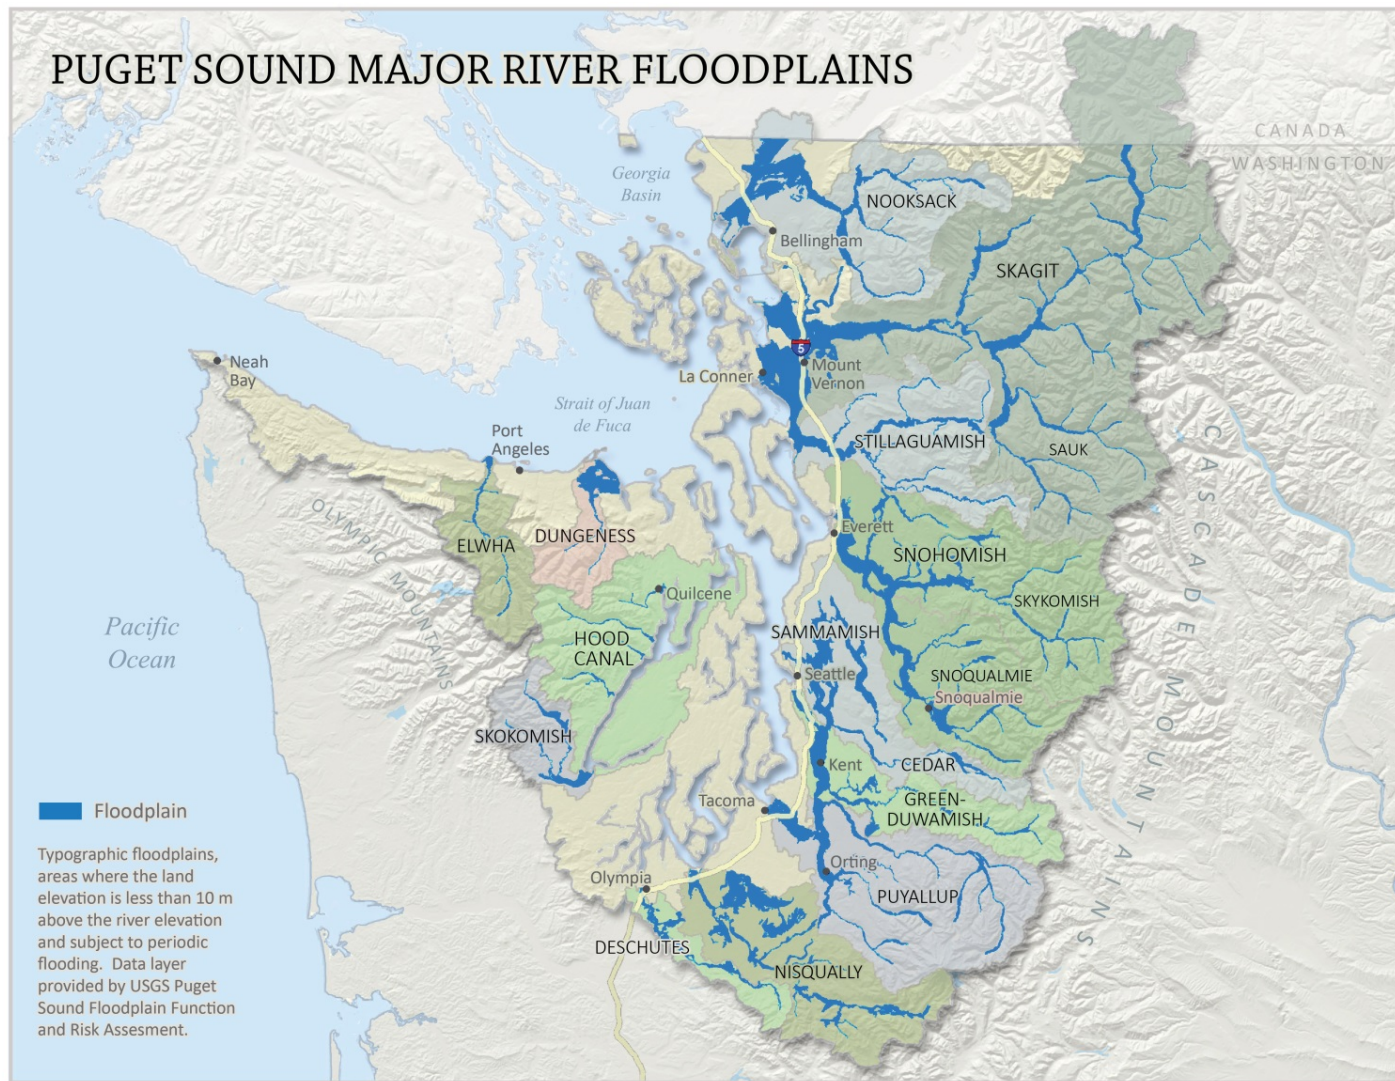 PUGET SOUND MAJOR RIVER FLOODPLAINS
CANADA
WASHINGTON
Georgia
Basin
NOOKSACK
Bellingham
SKAGIT
5
Neah
Bay
La Conner
Mount
Vernon
Strait of Juan
de Fuca
Port
Angeles
STILLAGUAMISH
SAUK
CASCADE MOUNTAINS
OLYMPIC MOUNTAINS
Everett
ELWHA
DUNGENESS
SNOHOMISH
Quilcene
SKYKOMISH
Pacific
Ocean
HOOD
CANAL
SAMMAMISH
Seattle
SNOQUALMIE
Snoqualmie
SKOKOMISH
Kent
CEDAR
Tacoma
GREEN-
DUWAMISH
Floodplain
Orting
Olympia
PUYALLUP
DESCHUTES
NISQUALLY
Typographic floodplains,
areas where the land
elevation is less than 10 m
above the river elevation
and subject to periodic
flooding.  Data layer
provided by USGS Puget
Sound Floodplain Function
and Risk Assesment.